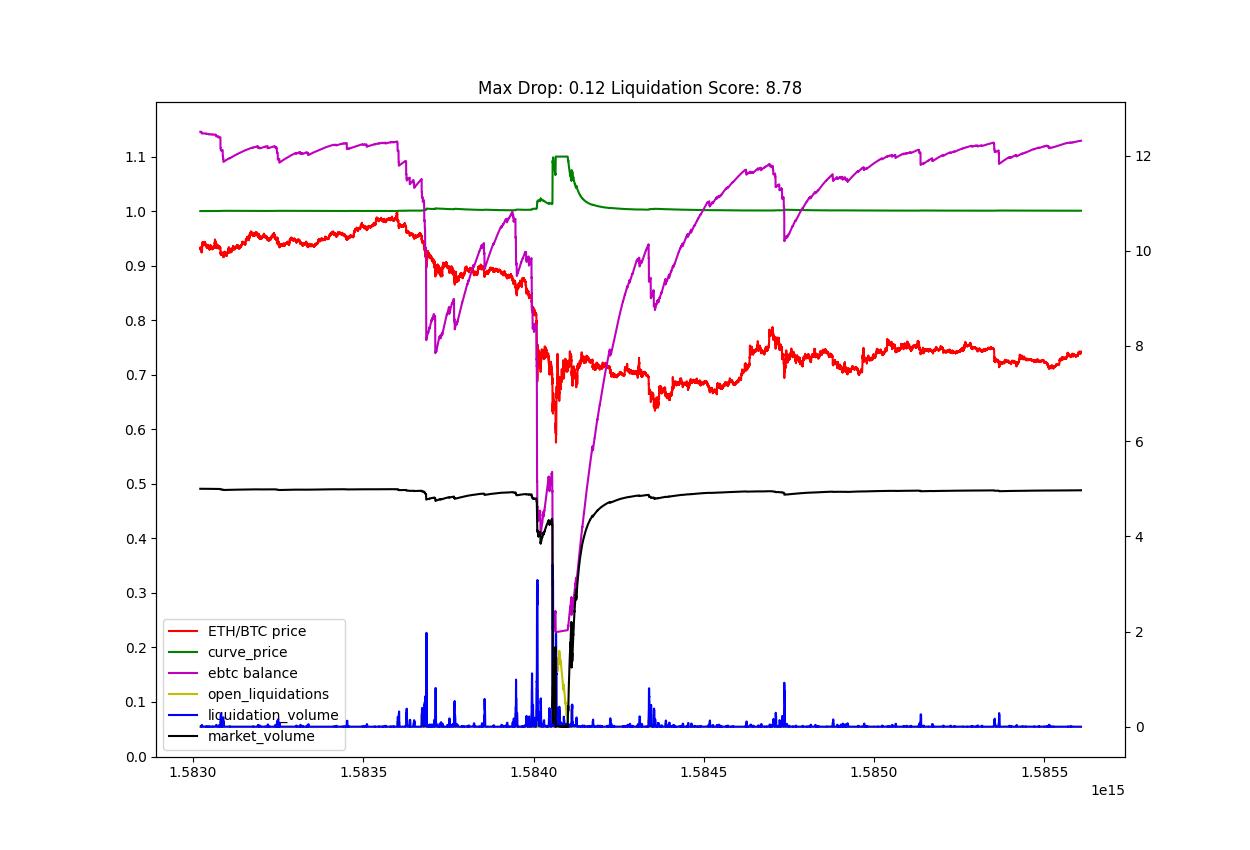 Max Drop: 0.12 Liquidation Score: 8.78
1.1
1.0
0.9
0.8
0.7
0.6
0.5
0.4
0.3
0.2
0.1
0.0
12
10
8
6
4
2
0
ETH/BTC price
curve_price
ebtc balance
open_liquidations
liquidation_volume
market_volume
1.5830 1.5835 1.5840 1.5845 1.5850 1.5855
1e15